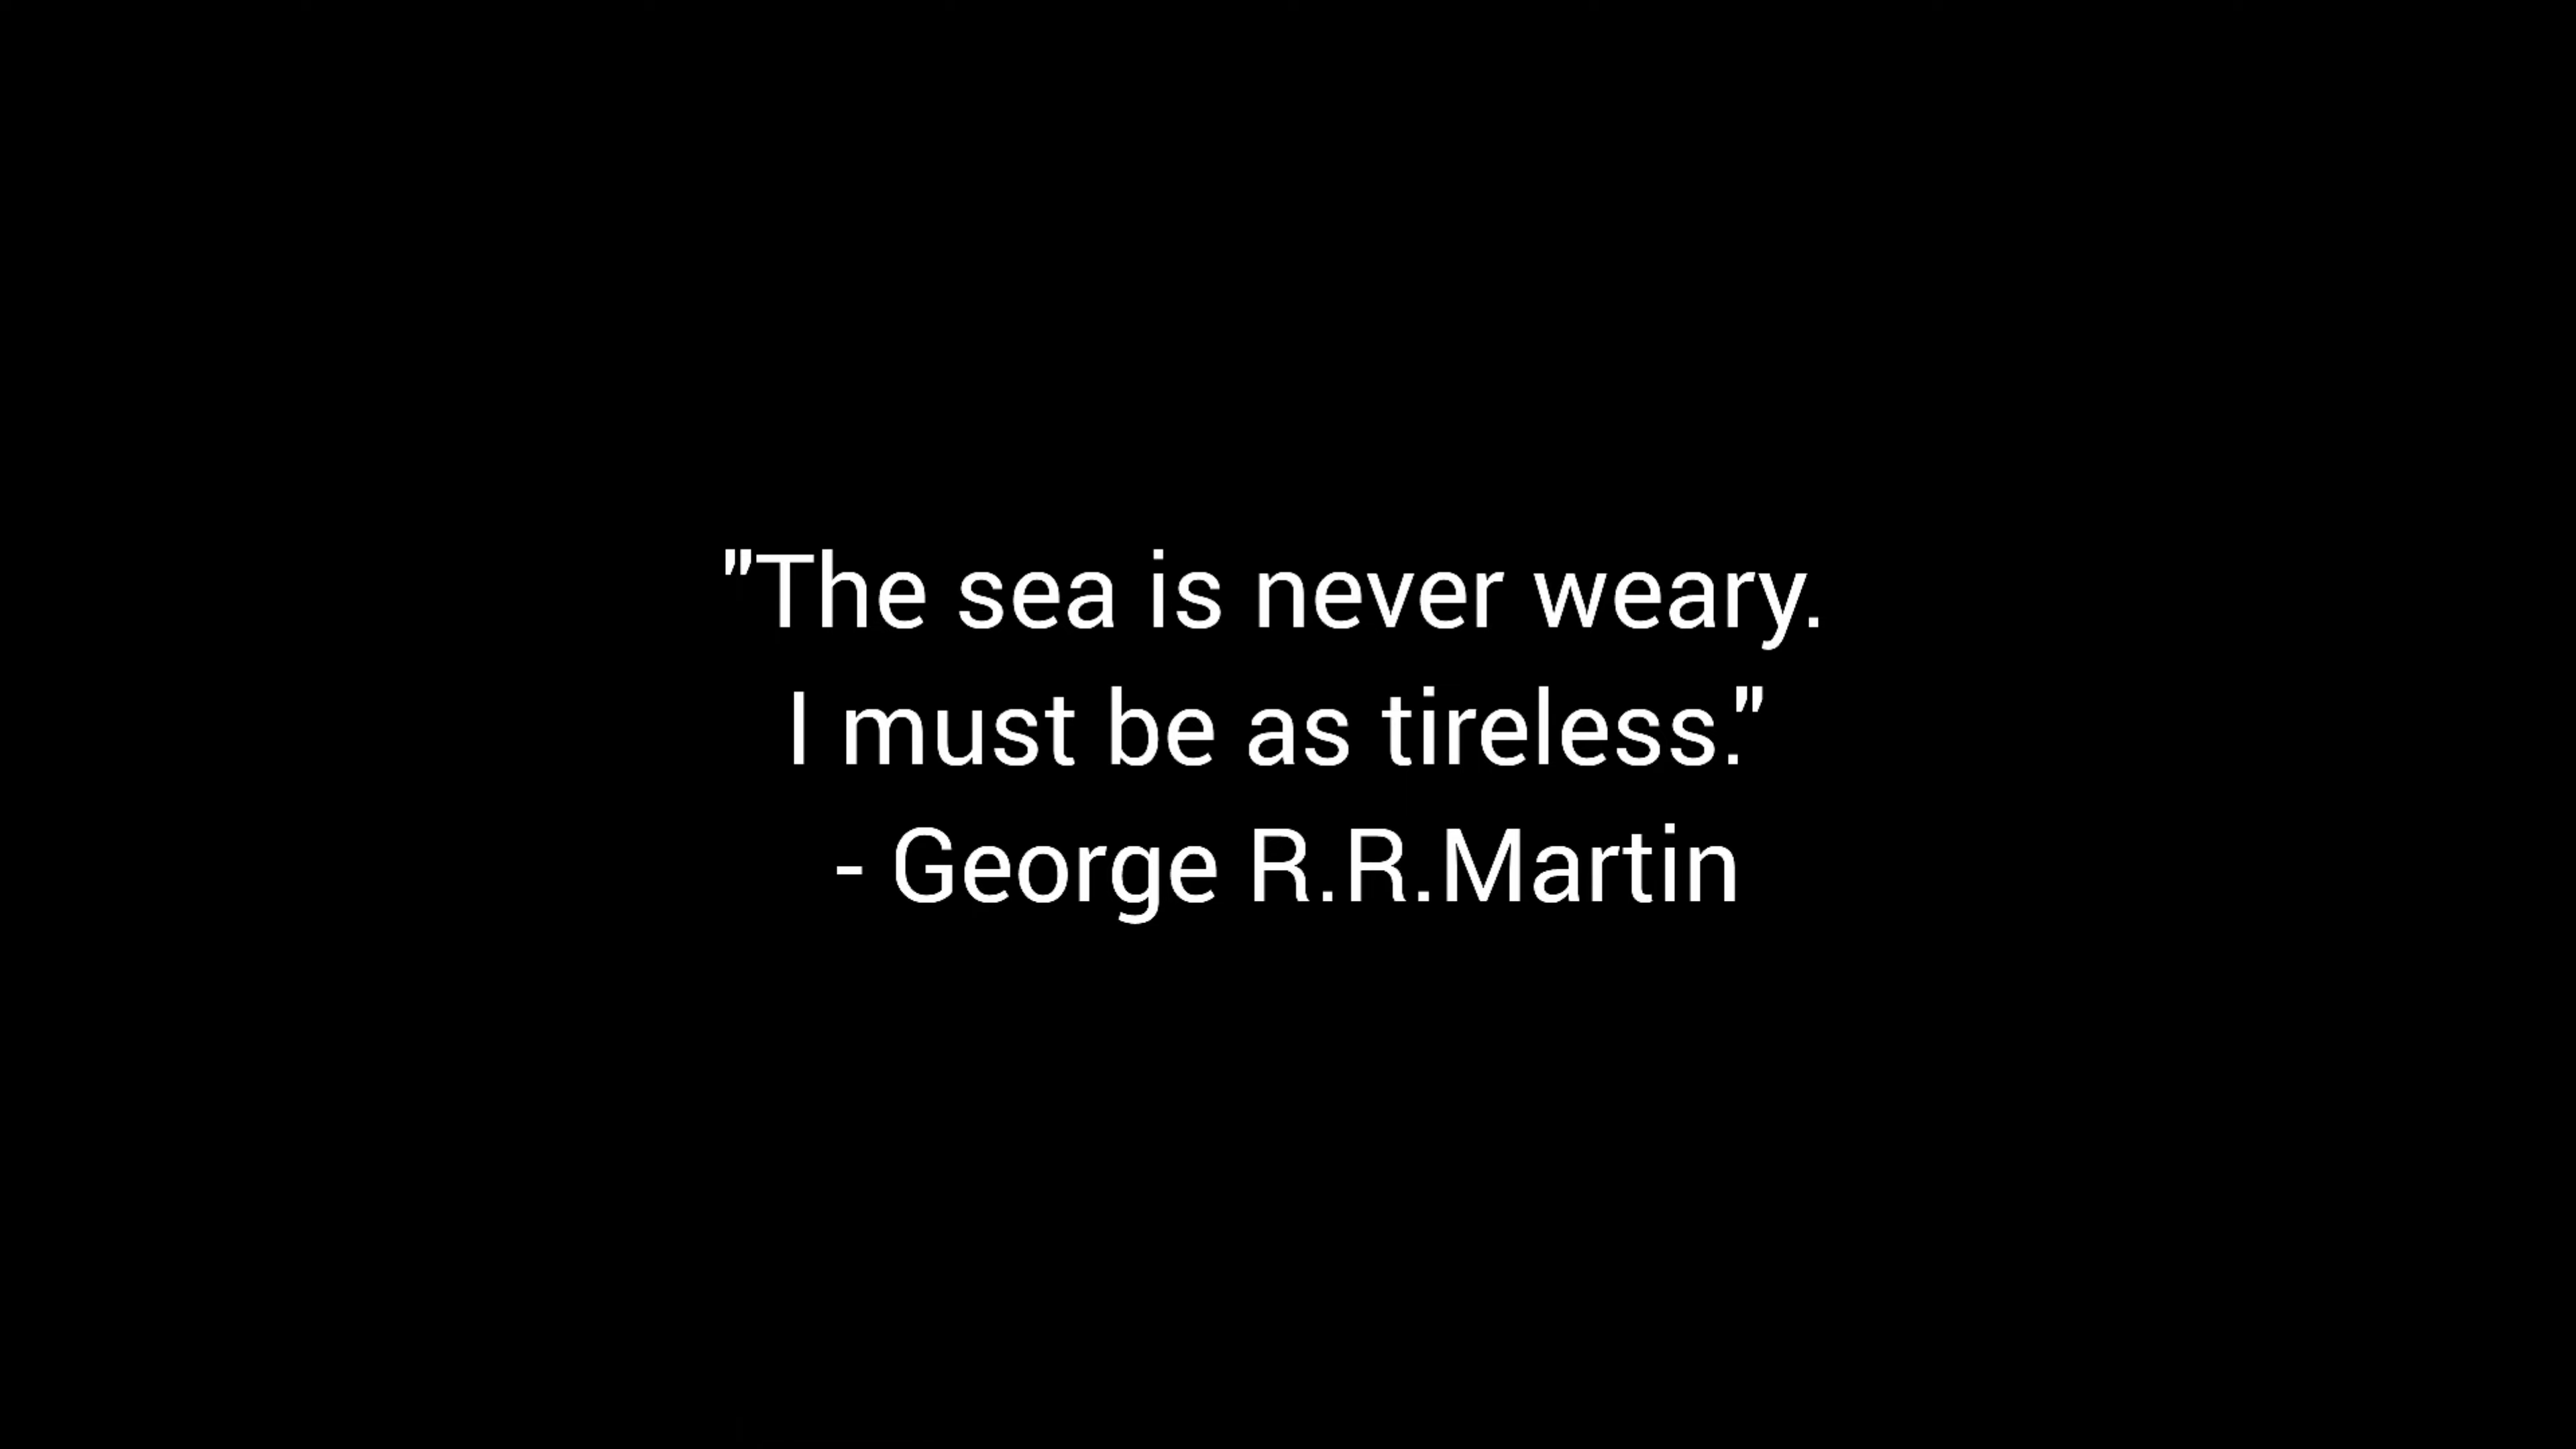 "The sea is never weary.
I must be as tireless."
- George R.R.Martin